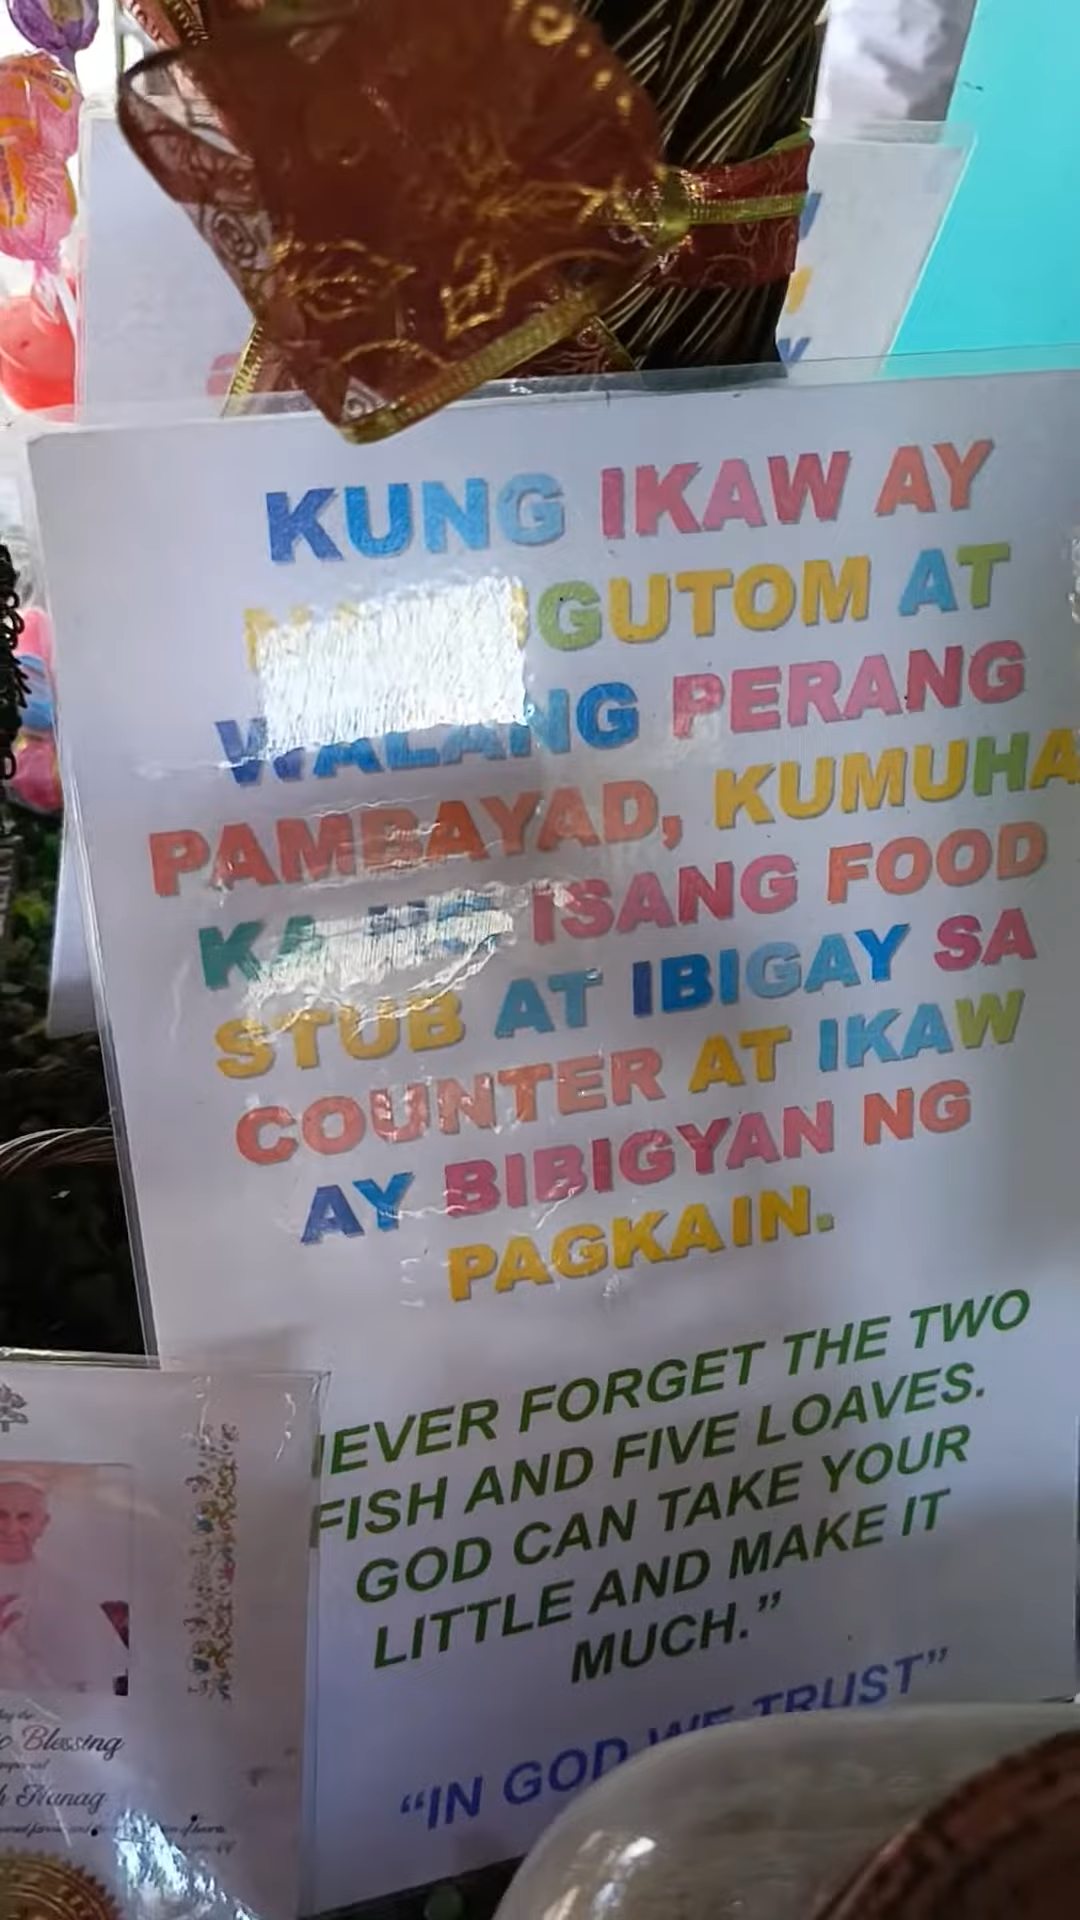 KUNG IKAW AY
AT
WALANG PERANG
PAMBAYAD, KUMUHA
KA NG ISANG FOOD
STUB AT IBIGAY SA
COUNTER AT IKAW
AY BIBIGYAN NG
PAGKAIN.
NEVER FORGET THE TWO
FISH AND FIVE LOAVES.
GOD CAN TAKE YOUR
LITTLE AND MAKE IT
MUCH.”
“IN GOD WE TRUST”
Blessing